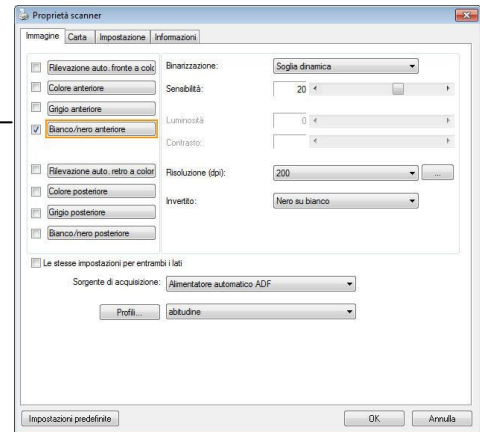 Proprietà scanner
Immagine Carta Impostazione Informazioni
Rilevazione auto. fronte a colo
Colore anteriore
Grigio anteriore
Bianco/nero anteriore
Rilevazione auto. retro a color
Colore posteriore
Grigio posteriore
Bianco/nero posteriore
Binarizzazione: Soglia dinamica
Sensibilità: 20
Luminosità 0
Contrasto:
Risoluzione (dpi): 200 ...
Invertito: Nero su bianco
Le stesse impostazioni per entrambi i lati
Sorgente di acquisizione: Alimentatore automatico ADF
Profili... abitudine
Impostazioni predefinite OK Annulla